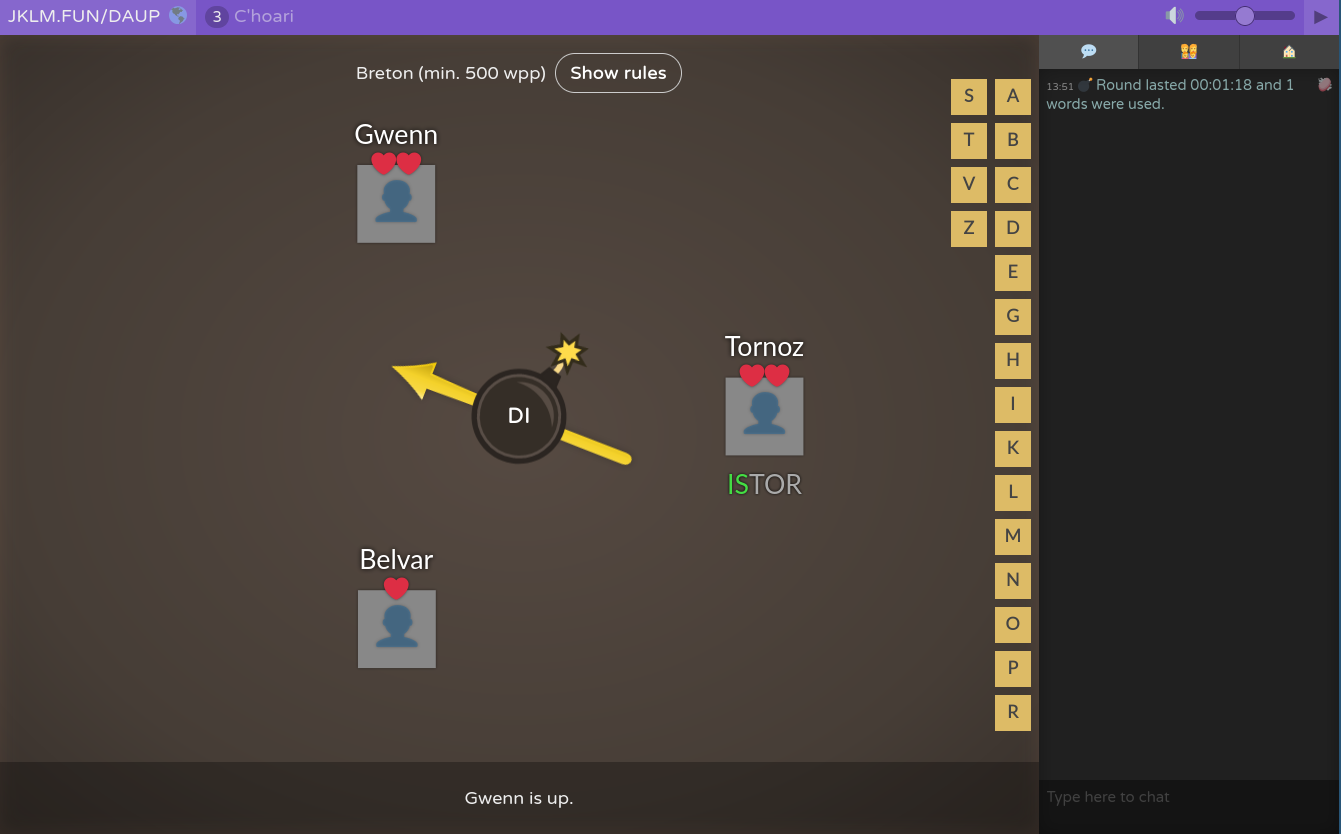 JKLM.FUN/DAUP
3 C'hoari
Breton (min. 500 wpp) Show rules
13:51 Round lasted 00:01:18 and 1
words were used.
Gwenn
Tornoz
ISTOR
DI
Belvar
S A
T B
V C
Z D
E
G
H
I
K
L
M
N
O
P
R
Gwenn is up.
Type here to chat